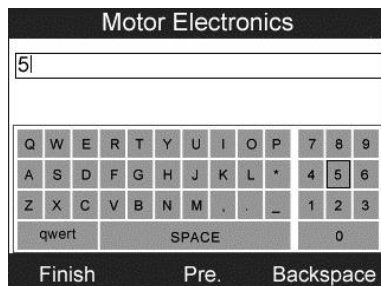 Motor Electronics
5
Q W E R T Y U I O P 7 8 9
A S D F G H J K L * 4 5 6
Z X C V B N M , . _ 1 2 3
qwert SPACE 0
Finish Pre. Backspace